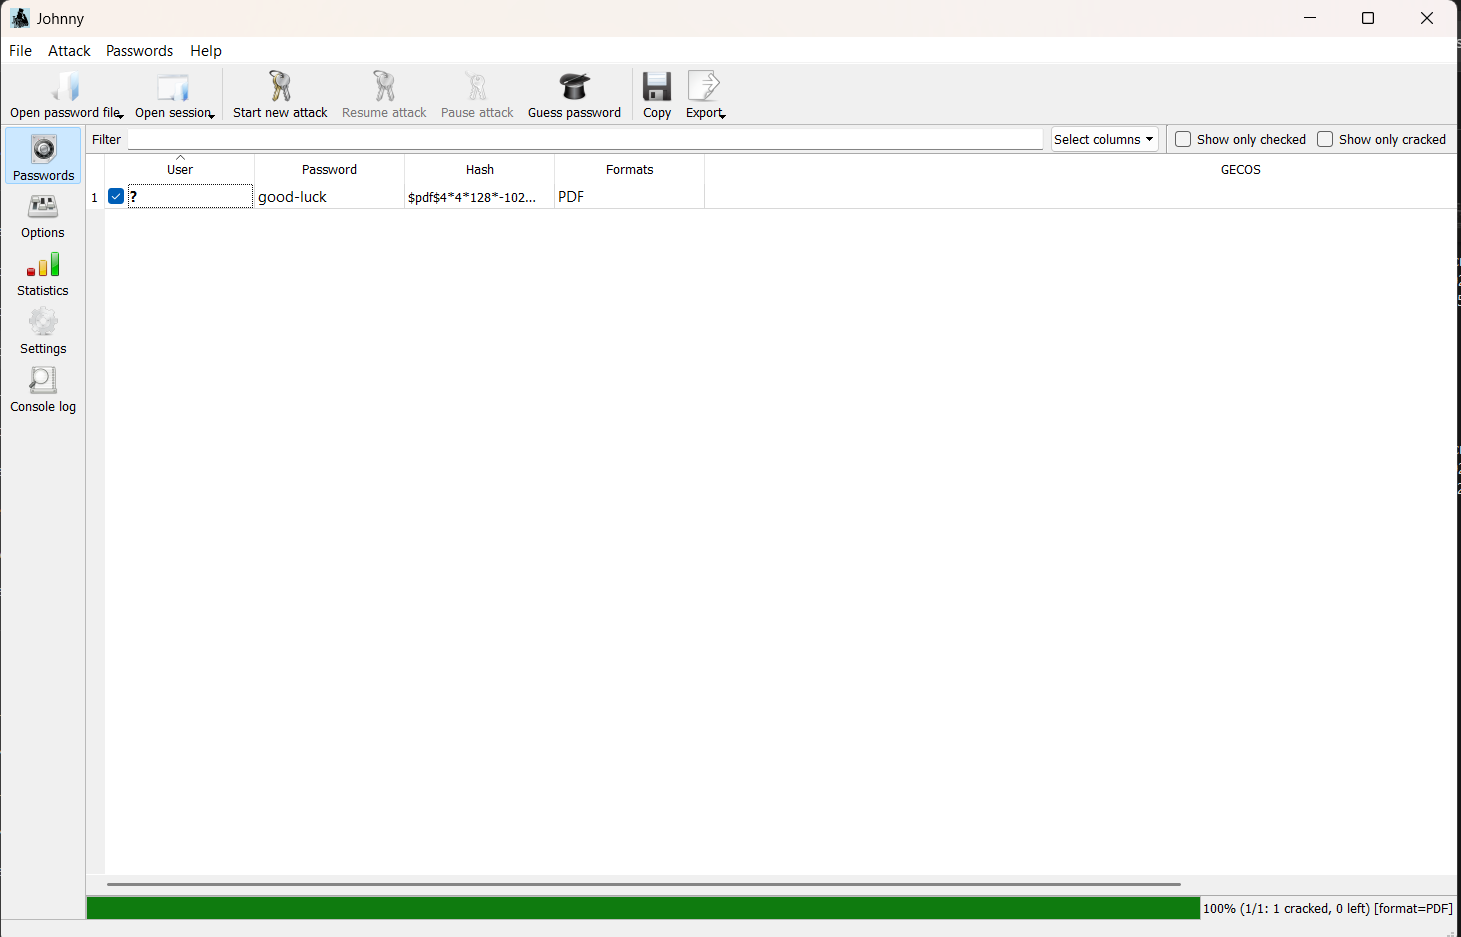 Johnny
File Attack Passwords Help
Open password file Open session Start new attack Resume attack Pause attack Guess password Copy Export
Filter Select columns Show only checked Show only cracked
Passwords
Options
Statistics
Settings
Console log
User Password Hash Formats GECOS
1 ? good-luck $pdf$4*4*128*-102... PDF
100% (1/1: 1 cracked, 0 left) [format=PDF]